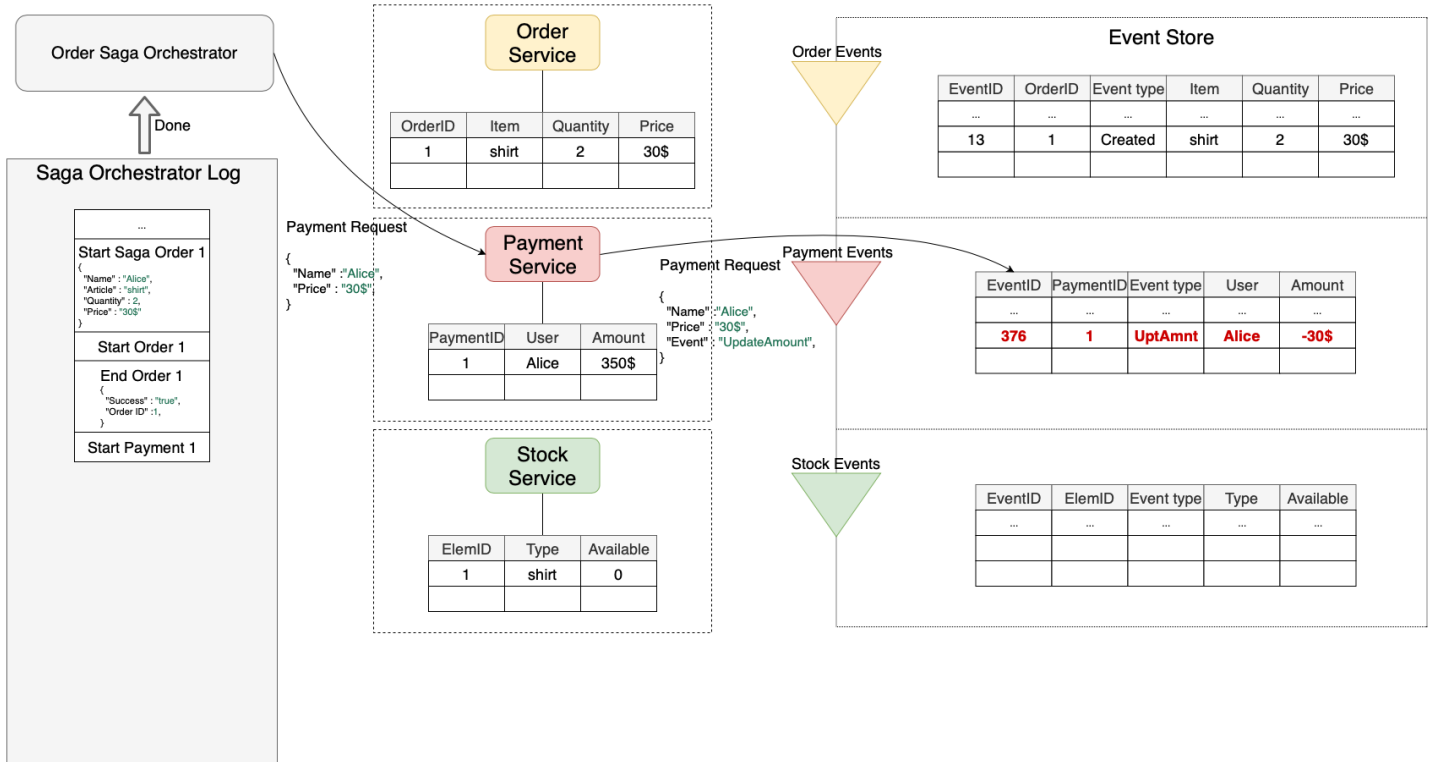 Order Saga Orchestrator
Done
Saga Orchestrator Log
...
Start Saga Order 1
{
"Name" : "Alice",
"Article" : "shirt",
"Quantity" : 2,
"Price" : "30$"
}
Start Order 1
End Order 1
{
"Success" : "true",
"Order ID" :1,
}
Start Payment 1
Payment Request
{
"Name" :"Alice",
"Price" : "30$",
}
Order
Service
OrderID Item Quantity Price
1 shirt 2 30$
Payment
Service
PaymentID User Amount
1 Alice 350$
Payment Request
{
"Name" :"Alice",
"Price" : "30$",
"Event" : "UpdateAmount",
}
Stock
Service
ElemID Type Available
1 shirt 0
Event Store
Order Events
EventID OrderID Event type Item Quantity Price
... ... ... ... ... ...
13 1 Created shirt 2 30$
Payment Events
EventID PaymentID Event type User Amount
... ... ... ... ...
376 1 UptAmnt Alice -30$
Stock Events
EventID ElemID Event type Type Available
... ... ... ... ...